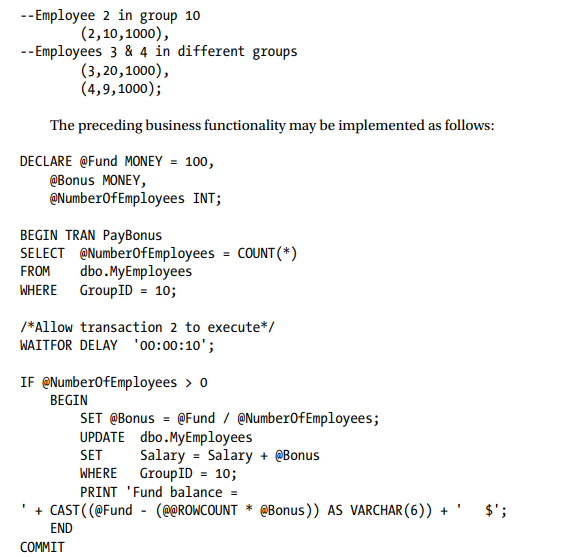 --Employee 2 in group 10
(2,10,1000),
--Employees 3 & 4 in different groups
(3,20,1000),
(4,9,1000);
The preceding business functionality may be implemented as follows:
DECLARE @Fund MONEY = 100,
@Bonus MONEY,
@NumberOfEmployees INT;
BEGIN TRAN PayBonus
SELECT @NumberOfEmployees = COUNT(*)
FROM dbo.MyEmployees
WHERE GroupID = 10;
/*Allow transaction 2 to execute*/
WAITFOR DELAY '00:00:10';
IF @NumberOfEmployees > 0
BEGIN
SET @Bonus = @Fund / @NumberOfEmployees;
UPDATE dbo.MyEmployees
SET Salary = Salary + @Bonus
WHERE GroupID = 10;
PRINT 'Fund balance =
' + CAST((@Fund - (@@ROWCOUNT * @Bonus)) AS VARCHAR(6)) + ' $';
END
COMMIT